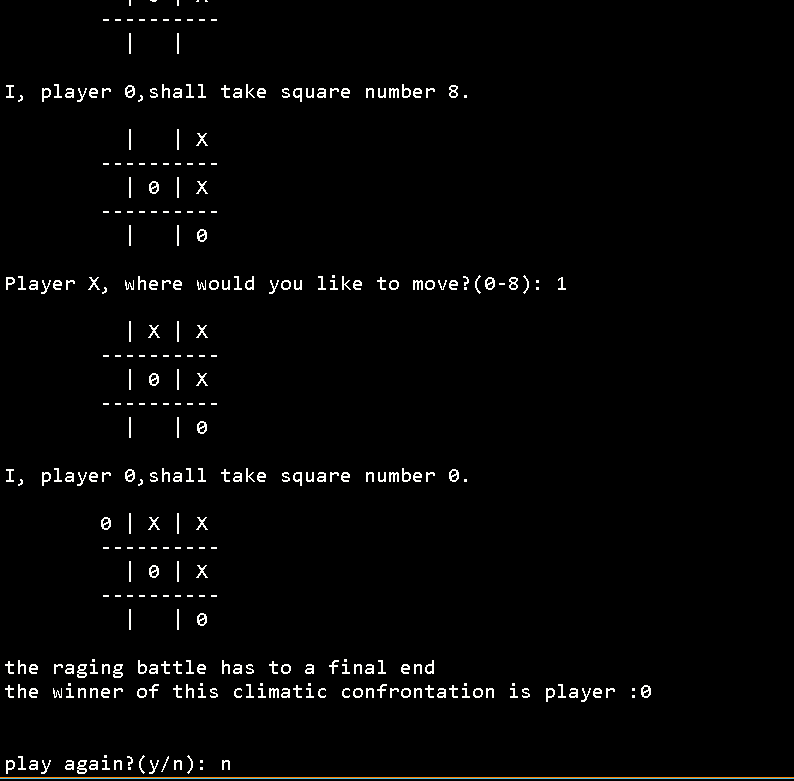 | 0 | X
----------
|   |
I, player 0,shall take square number 8.
|   | X
----------
| 0 | X
----------
|   | 0
Player X, where would you like to move?(0-8): 1
| X | X
----------
| 0 | X
----------
|   | 0
I, player 0,shall take square number 0.
0 | X | X
----------
| 0 | X
----------
|   | 0
the raging battle has to a final end
the winner of this climatic confrontation is player :0
play again?(y/n): n